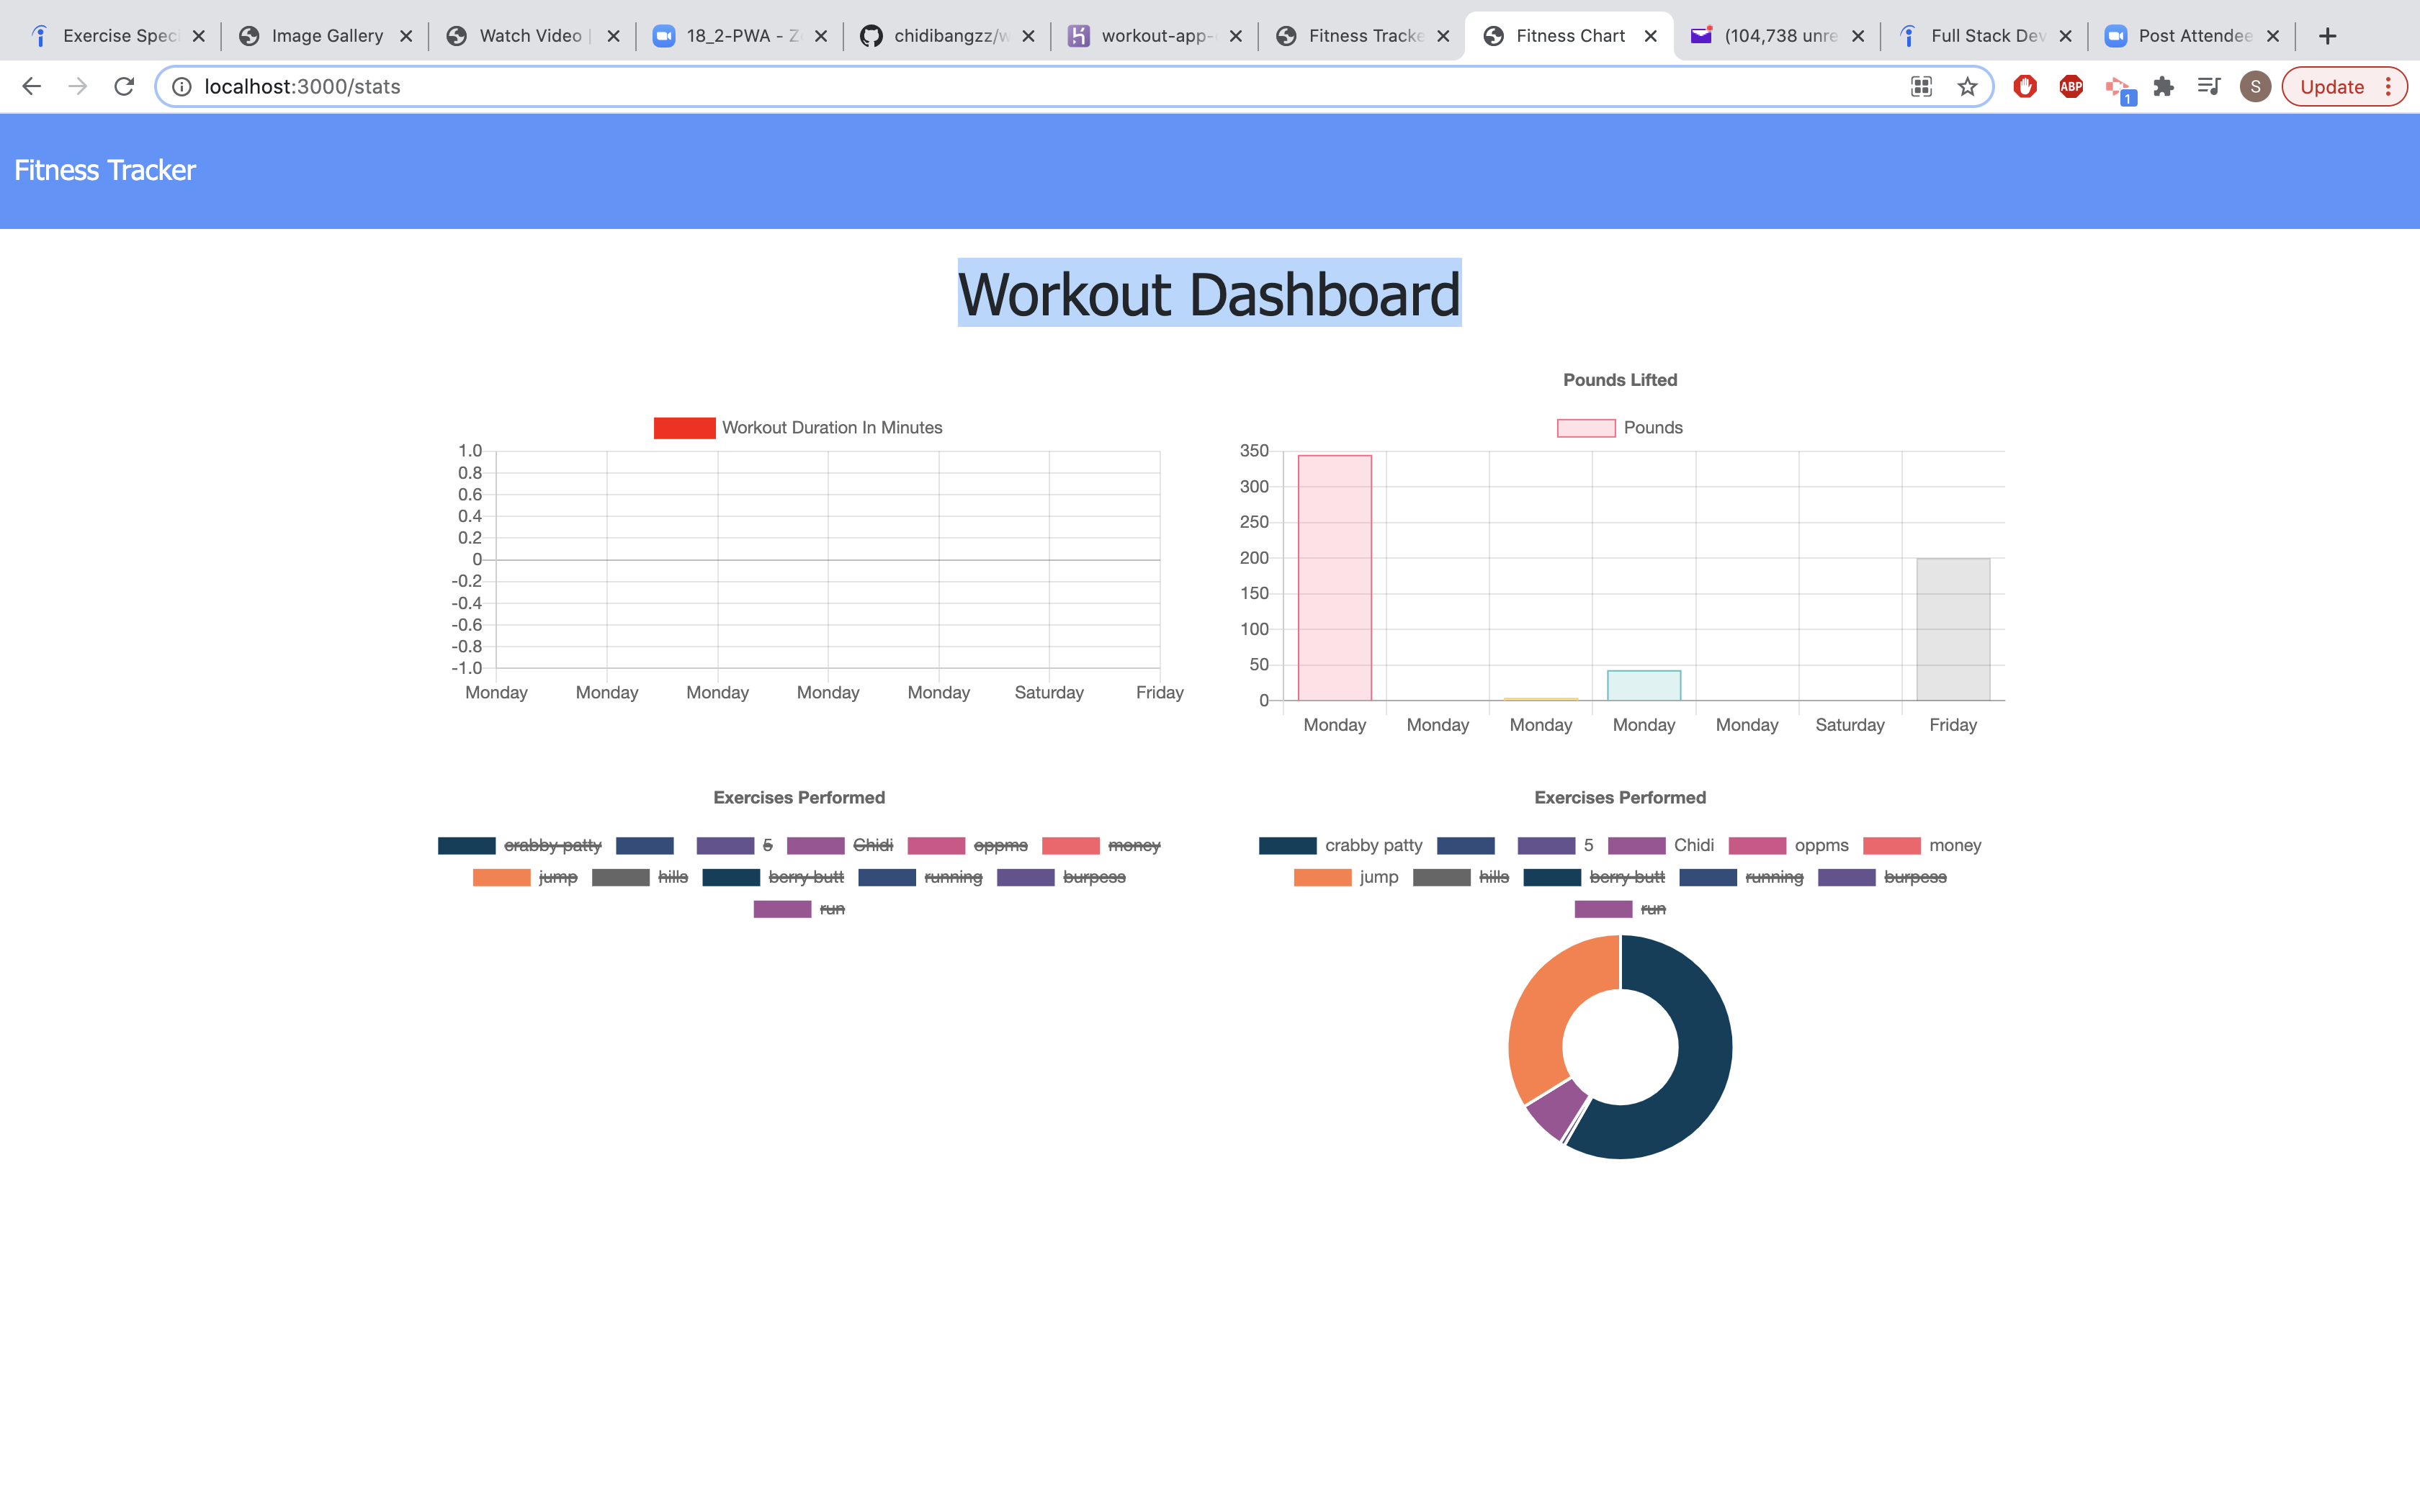 Exercise Spec Image Gallery Watch Video 18_2-PWA - Z chidibangzz/w workout-app- Fitness Tracke Fitness Chart (104,738 unre Full Stack Dev Post Attendee
localhost:3000/stats ABP 1 S Update
Fitness Tracker
Workout Dashboard
Workout Duration In Minutes
1.0
0.8
0.6
0.4
0.2
0
-0.2
-0.4
-0.6
-0.8
-1.0
Monday Monday Monday Monday Monday Saturday Friday
Pounds Lifted
Pounds
350
300
250
200
150
100
50
0
Monday Monday Monday Monday Monday Saturday Friday
Exercises Performed
crabby patty 5 Chidi oppms money
jump hills berry butt running burpess
run
Exercises Performed
crabby patty 5 Chidi oppms money
jump hills berry butt running burpess
run